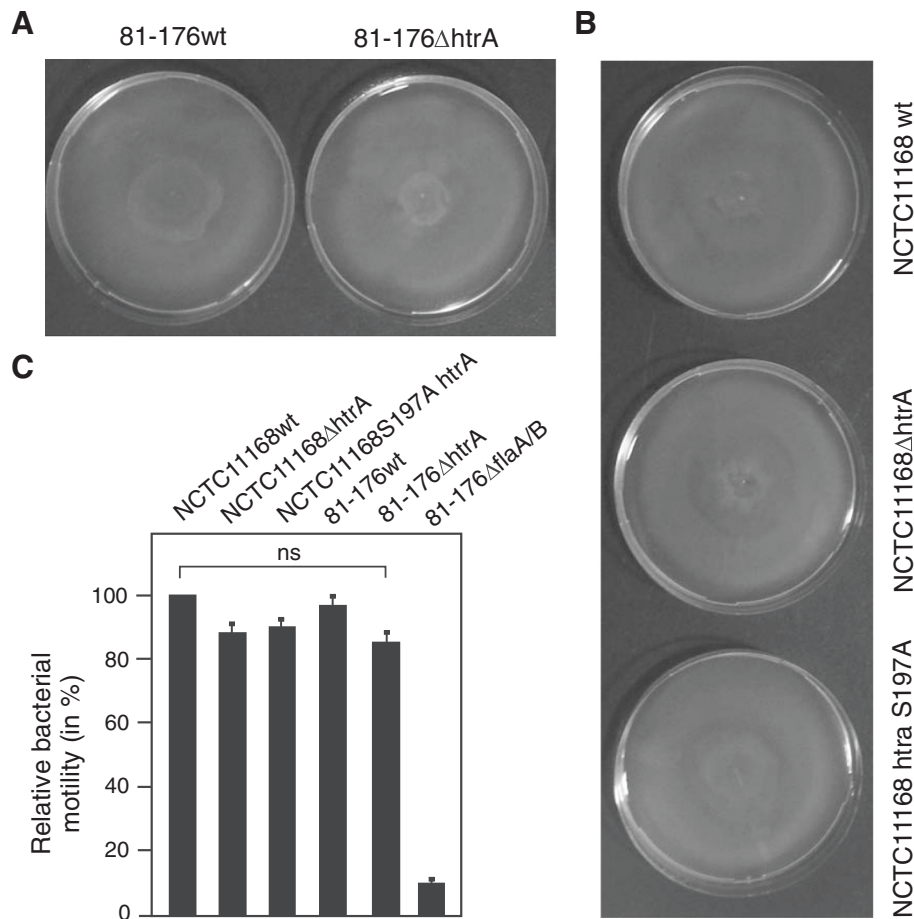 A
81-176wt
81-176ΔhtrA
B
NCTC11168 wt
NCTC11168ΔhtrA
NCTC11168 htra S197A
C
NCTC11168wt
NCTC11168ΔhtrA
NCTC11168S197A htrA
81-176wt
81-176ΔhtrA
81-176ΔflaA/B
ns
Relative bacterial
motility (in %)
100
80
60
40
20
0